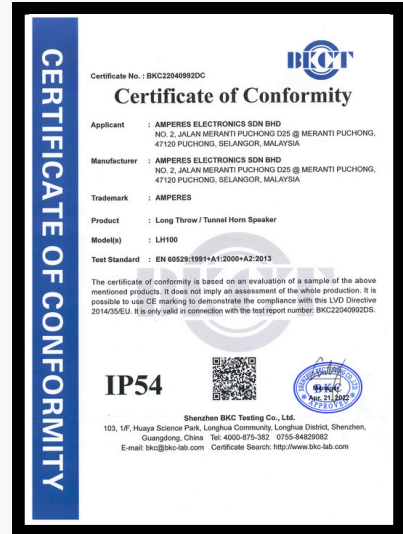 CERTIFICATE OF CONFORMITY
BKCT
Certificate No. : BKC22040992DC
Certificate of Conformity
Applicant : AMPERES ELECTRONICS SDN BHD
NO. 2, JALAN MERANTI PUCHONG D25 @ MERANTI PUCHONG,
47120 PUCHONG, SELANGOR, MALAYSIA
Manufacturer : AMPERES ELECTRONICS SDN BHD
NO. 2, JALAN MERANTI PUCHONG D25 @ MERANTI PUCHONG,
47120 PUCHONG, SELANGOR, MALAYSIA
Trademark : AMPERES
Product : Long Throw / Tunnel Horn Speaker
Model(s) : LH100
Test Standard : EN 60529:1991+A1:2000+A2:2013
The certificate of conformity is based on an evaluation of a sample of the above
mentioned products. It does not imply an assessment of the whole production. It is
possible to use CE marking to demonstrate the compliance with this LVD Directive
2014/35/EU. It is only valid in connection with the test report number: BKC22040992DS.
IP54
BKC
Apr. 21, 2022
APPROVED
Shenzhen BKC Testing Co., Ltd.
103, 1/F, Huaya Science Park, Longhua Community, Longhua District, Shenzhen,
Guangdong, China Tel: 4000-875-382 0755-84829082
E-mail: bkc@bkc-lab.com Certificate Search: http://www.bkc-lab.com